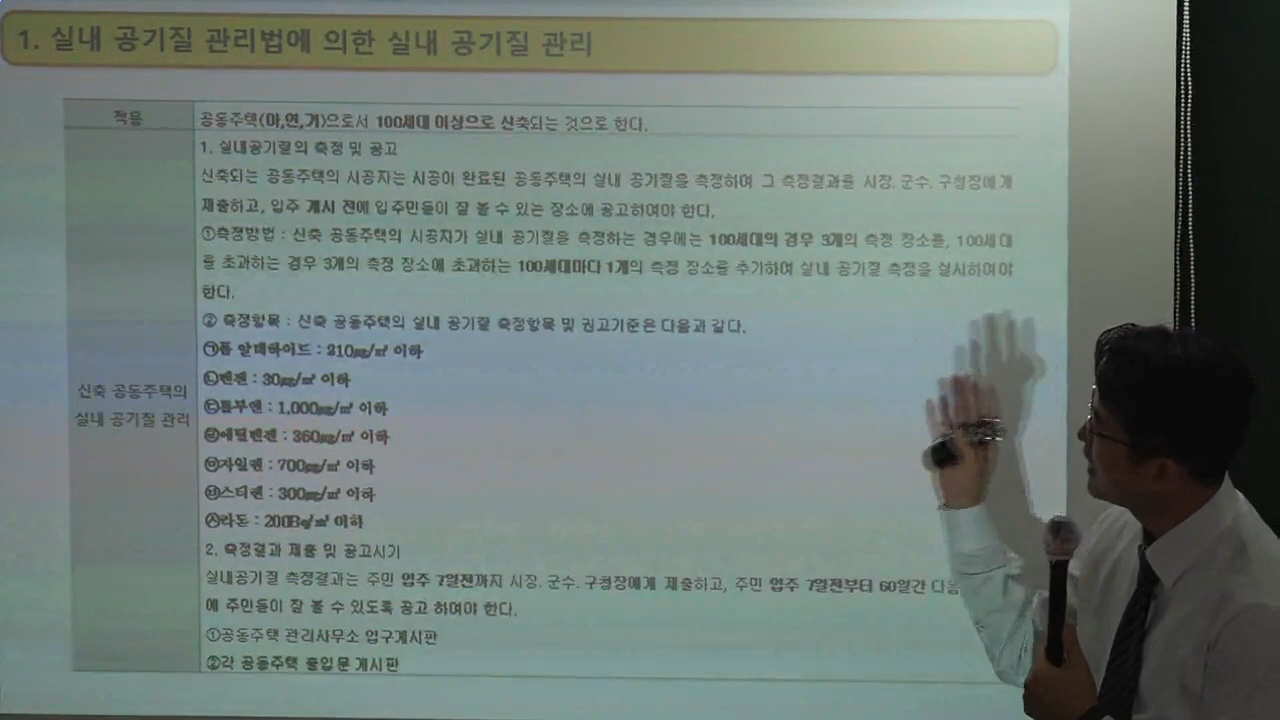 1. 실내 공기질 관리법에 의한 실내 공기질 관리
적용
공동주택(아,연,기)으로서 100세대 이상으로 신축되는 것으로 한다.
신축 공동주택의
실내 공기질 관리
1. 실내공기질의 측정 및 공고
신축되는 공동주택의 시공자는 시공이 완료된 공동주택의 실내 공기질을 측정하여 그 측정결과를 시장. 군수. 구청장에게
제출하고, 입주 개시 전에 입주민들이 잘 볼 수 있는 장소에 공고하여야 한다.
①측정방법 : 신축 공동주택의 시공자가 실내 공기질을 측정하는 경우에는 100세대의 경우 3개의 측정 장소를, 100세대
를 초과하는 경우 3개의 측정 장소에 초과하는 100세대마다 1개의 측정 장소를 추가하여 실내 공기질 측정을 실시하여야
한다.
② 측정항목 : 신축 공동주택의 실내 공기질 측정항목 및 권고기준은 다음과 같다.
㉠폼 알데하이드 : 210㎍/㎥ 이하
㉡벤젠 : 30㎍/㎥ 이하
㉢톨루엔 : 1,000㎍/㎥ 이하
㉣에틸벤젠 : 360㎍/㎥ 이하
㉤자일렌 : 700㎍/㎥ 이하
㉥스티렌 : 300㎍/㎥ 이하
㉦라돈 : 200Bq/㎥ 이하
2. 측정결과 제출 및 공고시기
실내공기질 측정결과는 주민 입주 7일전까지 시장. 군수. 구청장에게 제출하고, 주민 입주 7일전부터 60일간 다음
에 주민들이 잘 볼 수 있도록 공고 하여야 한다.
①공동주택 관리사무소 입구게시판
②각 공동주택 출입문 게시판